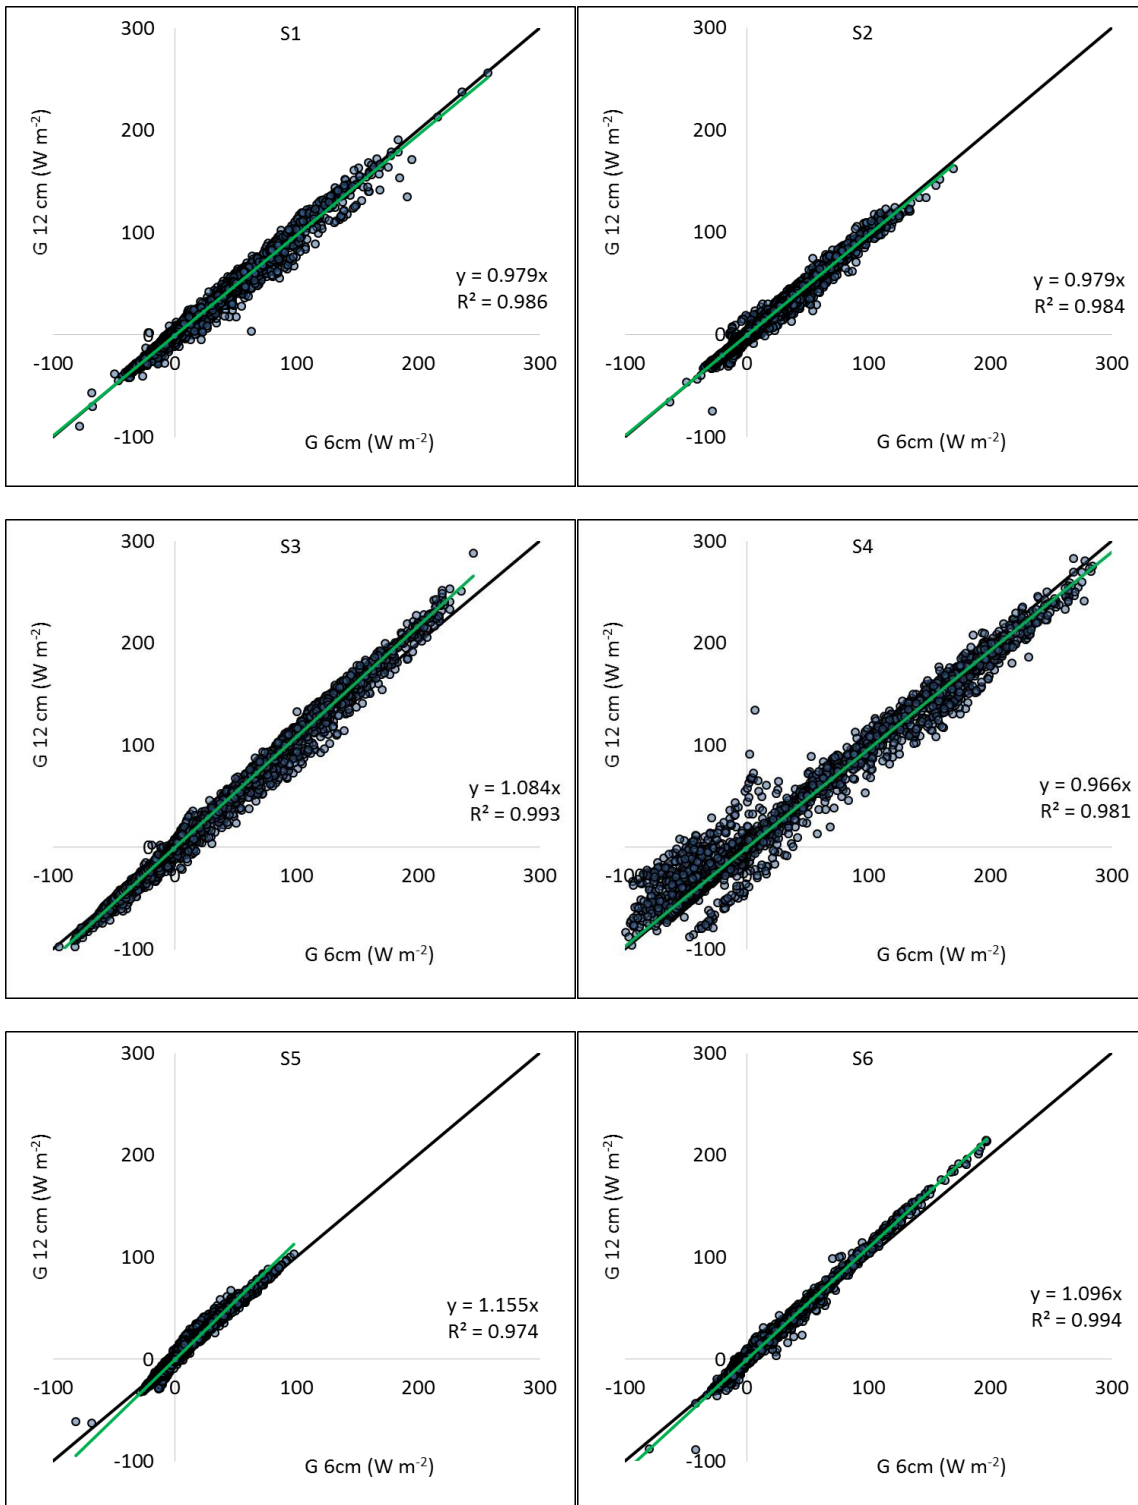 S1
300
200
100
0
-100
-100
0
100
200
300
G 12 cm (W m-2)
G 6cm (W m-2)
y = 0.979x
R² = 0.986
S2
300
200
100
0
-100
-100
0
100
200
300
G 12 cm (W m-2)
G 6cm (W m-2)
y = 0.979x
R² = 0.984
S3
300
200
100
0
-100
-100
0
100
200
300
G 12 cm (W m-2)
G 6cm (W m-2)
y = 1.084x
R² = 0.993
S4
300
200
100
0
-100
-100
0
100
200
300
G 12 cm (W m-2)
G 6cm (W m-2)
y = 0.966x
R² = 0.981
S5
300
200
100
0
-100
-100
0
100
200
300
G 12 cm (W m-2)
G 6cm (W m-2)
y = 1.155x
R² = 0.974
S6
300
200
100
0
-100
-100
0
100
200
300
G 12 cm (W m-2)
G 6cm (W m-2)
y = 1.096x
R² = 0.994